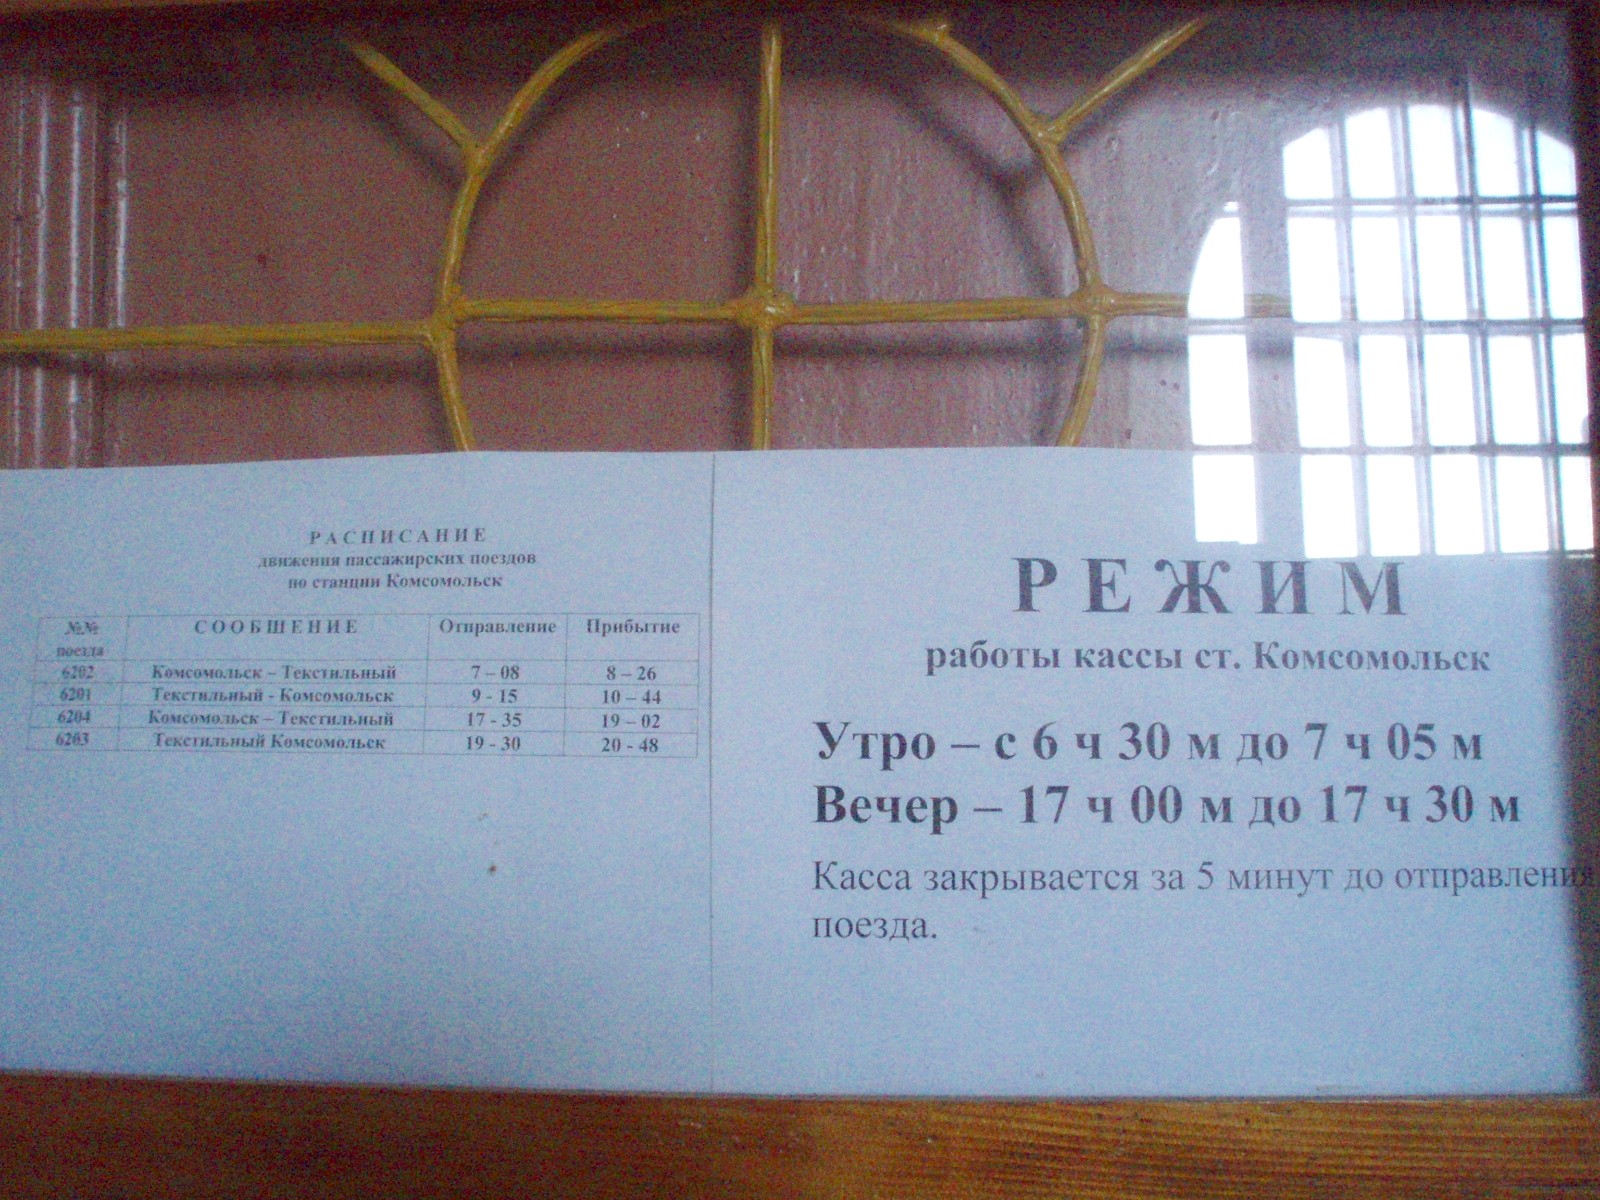 РАСПИСАНИЕ
движения пассажирских поездов
по станции Комсомольск
№№ поезда СООБШЕНИЕ Отправление Прибытие
6202 Комсомольск – Текстильный 7 – 08 8 – 26
6201 Текстильный - Комсомольск 9 - 15 10 – 44
6204 Комсомольск – Текстильный 17 - 35 19 – 02
6203 Текстильный Комсомольск 19 - 30 20 - 48
РЕЖИМ
работы кассы ст. Комсомольск
Утро – с 6 ч 30 м до 7 ч 05 м
Вечер – 17 ч 00 м до 17 ч 30 м
Касса закрывается за 5 минут до отправления
поезда.